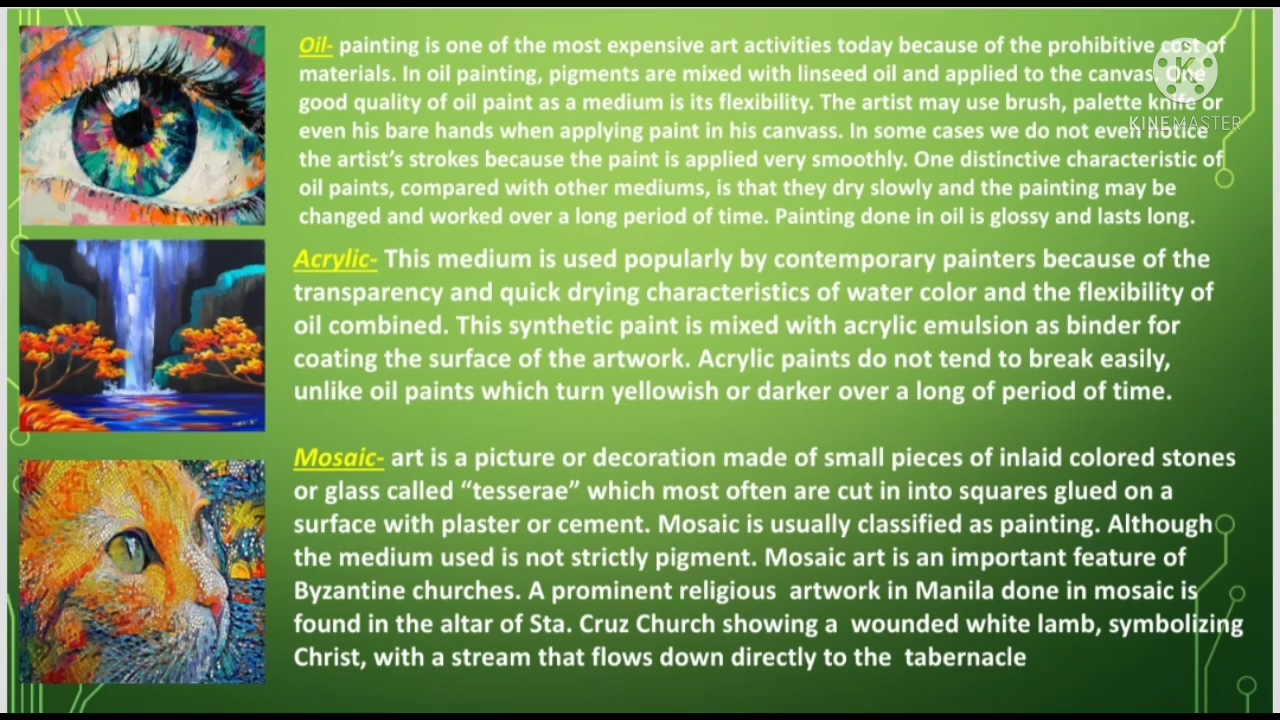 Oil- painting is one of the most expensive art activities today because of the prohibitive cost of
materials. In oil painting, pigments are mixed with linseed oil and applied to the canvas. One
good quality of oil paint as a medium is its flexibility. The artist may use brush, palette knife or
even his bare hands when applying paint in his canvass. In some cases we do not even notice
the artist's strokes because the paint is applied very smoothly. One distinctive characteristic of
oil paints, compared with other mediums, is that they dry slowly and the painting may be
changed and worked over a long period of time. Painting done in oil is glossy and lasts long.
K
KINEMASTER
Acrylic- This medium is used popularly by contemporary painters because of the
transparency and quick drying characteristics of water color and the flexibility of
oil combined. This synthetic paint is mixed with acrylic emulsion as binder for
coating the surface of the artwork. Acrylic paints do not tend to break easily,
unlike oil paints which turn yellowish or darker over a long of period of time.
Mosaic- art is a picture or decoration made of small pieces of inlaid colored stones
or glass called “tesserae” which most often are cut in into squares glued on a
surface with plaster or cement. Mosaic is usually classified as painting. Although
the medium used is not strictly pigment. Mosaic art is an important feature of
Byzantine churches. A prominent religious artwork in Manila done in mosaic is
found in the altar of Sta. Cruz Church showing a wounded white lamb, symbolizing
Christ, with a stream that flows down directly to the tabernacle